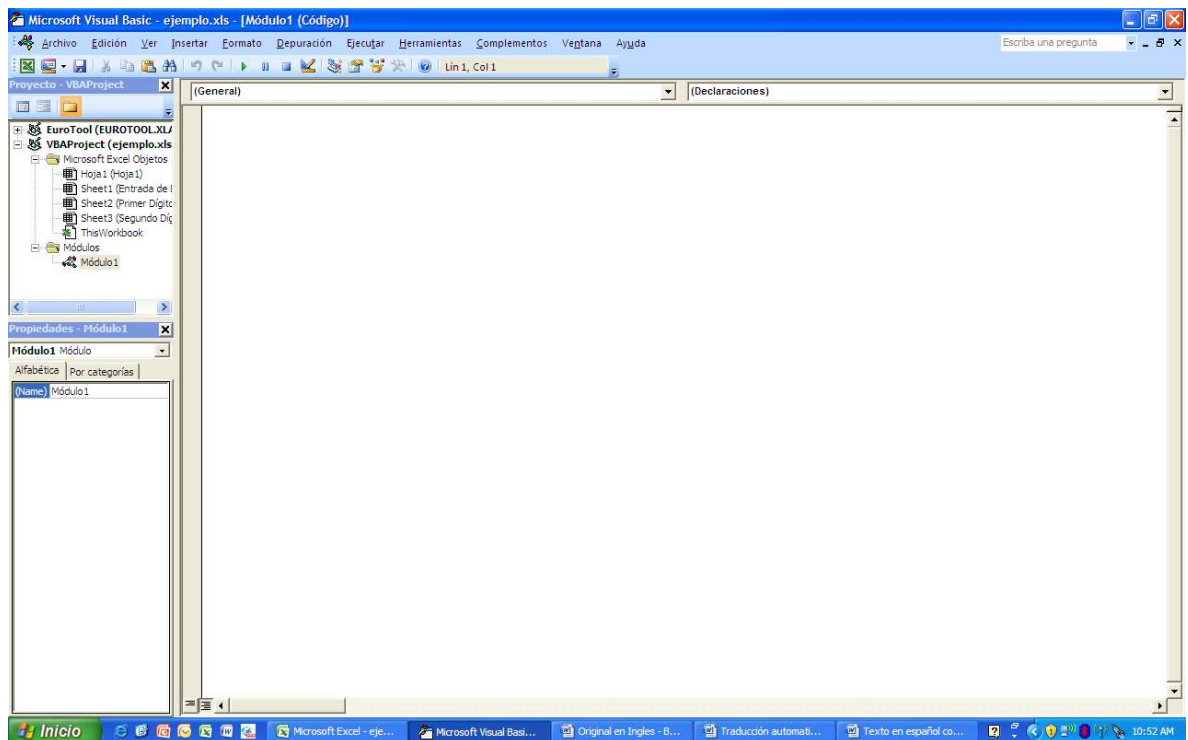 Microsoft Visual Basic - ejemplo.xls - [Módulo1 (Código)]
Archivo Edición Ver Insertar Formato Depuración Ejecutar Herramientas Complementos Ventana Ayuda
Escriba una pregunta
Lín 1, Col 1
Proyecto - VBAProject
(General)
(Declaraciones)
EuroTool (EUROTOOL.XLA
VBAProject (ejemplo.xls
Microsoft Excel Objetos
Hoja1 (Hoja1)
Sheet1 (Entrada de
Sheet2 (Primer Dígito
Sheet3 (Segundo Díg
ThisWorkbook
Módulos
Módulo1
Propiedades - Módulo1
Módulo1 Módulo
Alfabética Por categorías
(Name) Módulo1
Inicio
Microsoft Excel - eje...
Microsoft Visual Basi...
Original en Ingles - B...
Traducción automati...
Texto en español co...
10:52 AM